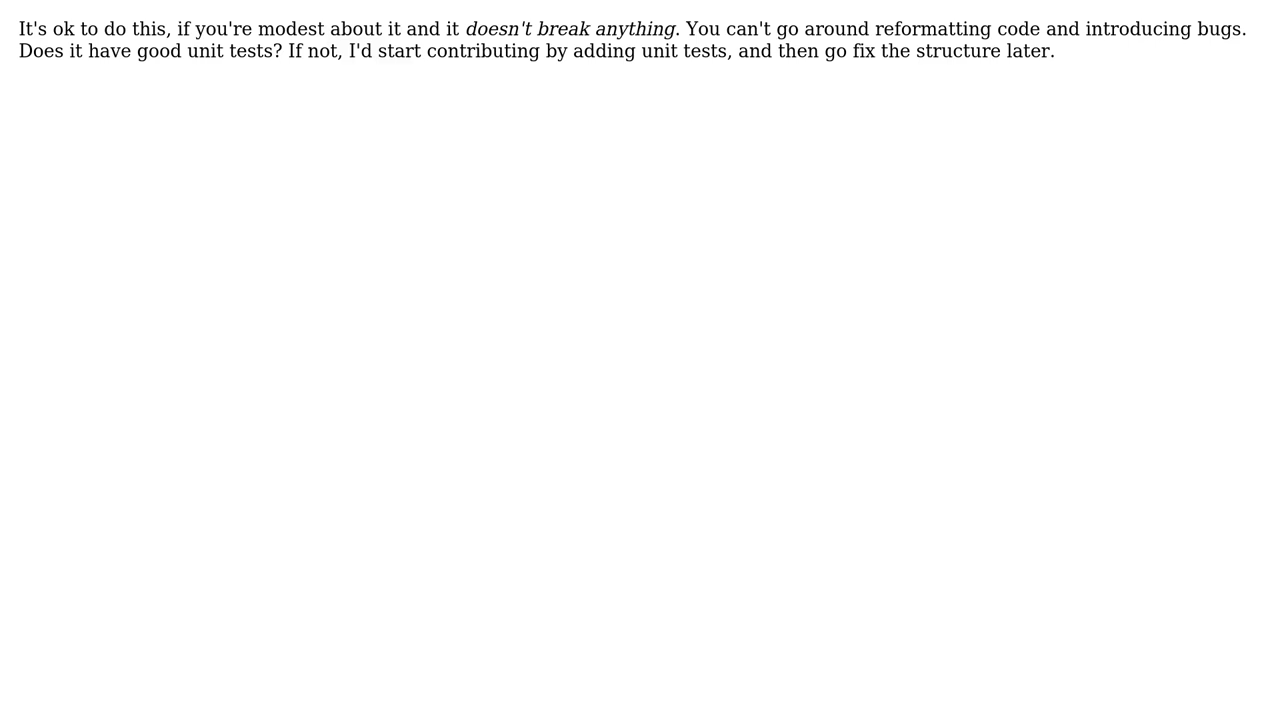 It's ok to do this, if you're modest about it and it doesn't break anything. You can't go around reformatting code and introducing bugs.
Does it have good unit tests? If not, I'd start contributing by adding unit tests, and then go fix the structure later.